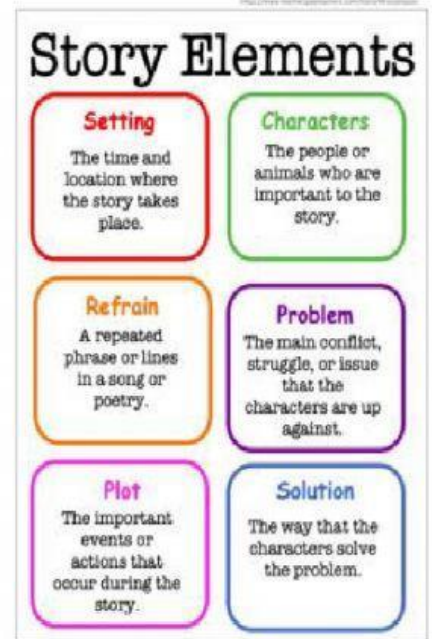 Story Elements
Setting
The time and
location where
the story takes
place.
Characters
The people or
animals who are
important to the
story.
Refrain
A repeated
phrase or lines
in a song or
poetry.
Problem
The main conflict,
struggle, or issue
that the
characters are up
against.
Plot
The important
events or
actions that
occur during the
story.
Solution
The way that the
characters solve
the problem.